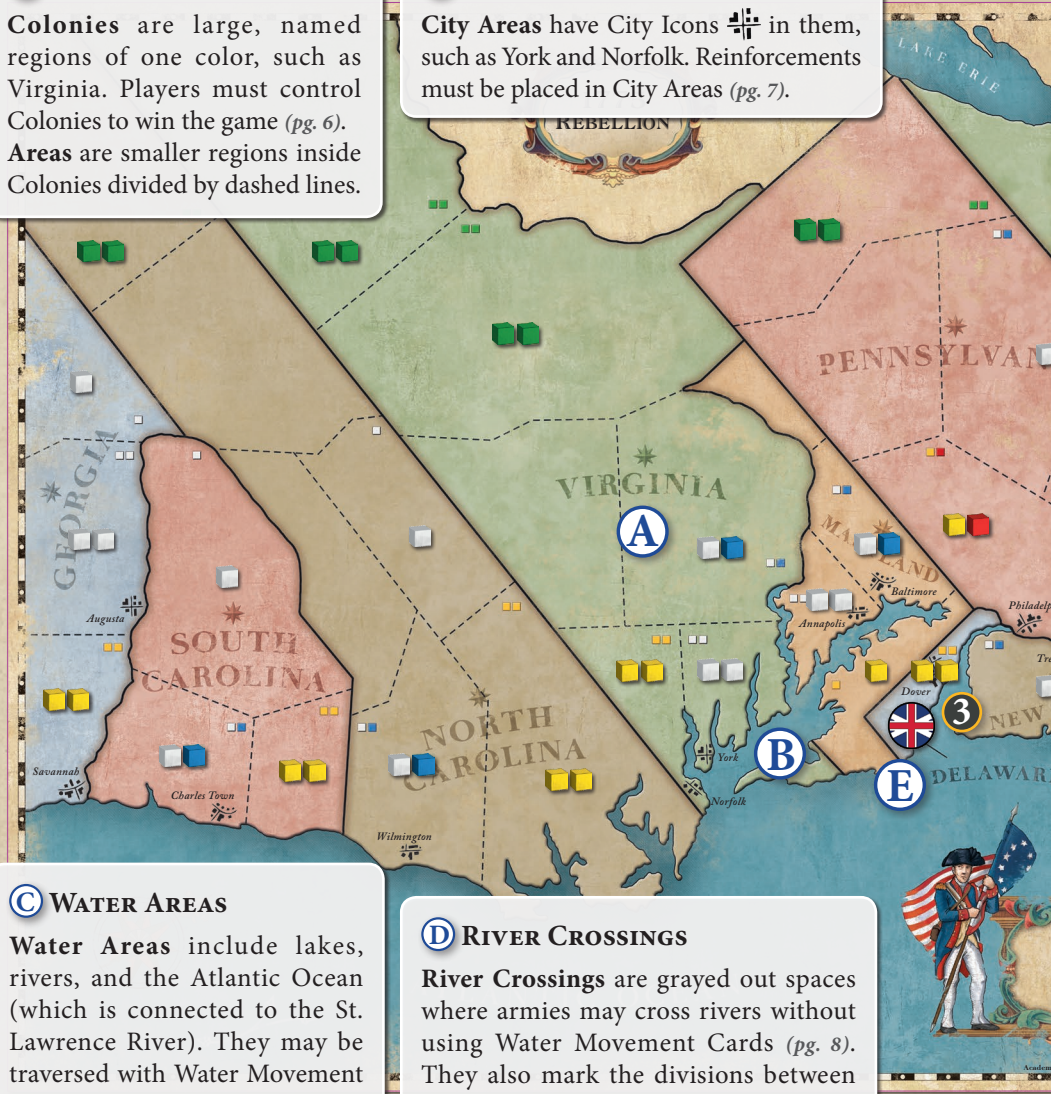 Colonies are large, named
regions of one color, such as
Virginia. Players must control
Colonies to win the game (pg. 6).
Areas are smaller regions inside
Colonies divided by dashed lines.
City Areas have City Icons in them,
such as York and Norfolk. Reinforcements
must be placed in City Areas (pg. 7).
REBELLION
LAKE ERIE
PENNSYLVAN
VIRGINIA
A
GEORGIA
MARYLAND
Baltimore
Annapolis
Philadelp
Augusta
SOUTH
CAROLINA
Tre
Dover
3
NEW
NORTH
CAROLINA
B
York
E
DELAWAR
Savannah
Charles Town
Norfolk
Wilmington
C WATER AREAS
Water Areas include lakes,
rivers, and the Atlantic Ocean
(which is connected to the St.
Lawrence River). They may be
traversed with Water Movement
D RIVER CROSSINGS
River Crossings are grayed out spaces
where armies may cross rivers without
using Water Movement Cards (pg. 8).
They also mark the divisions between
Academ